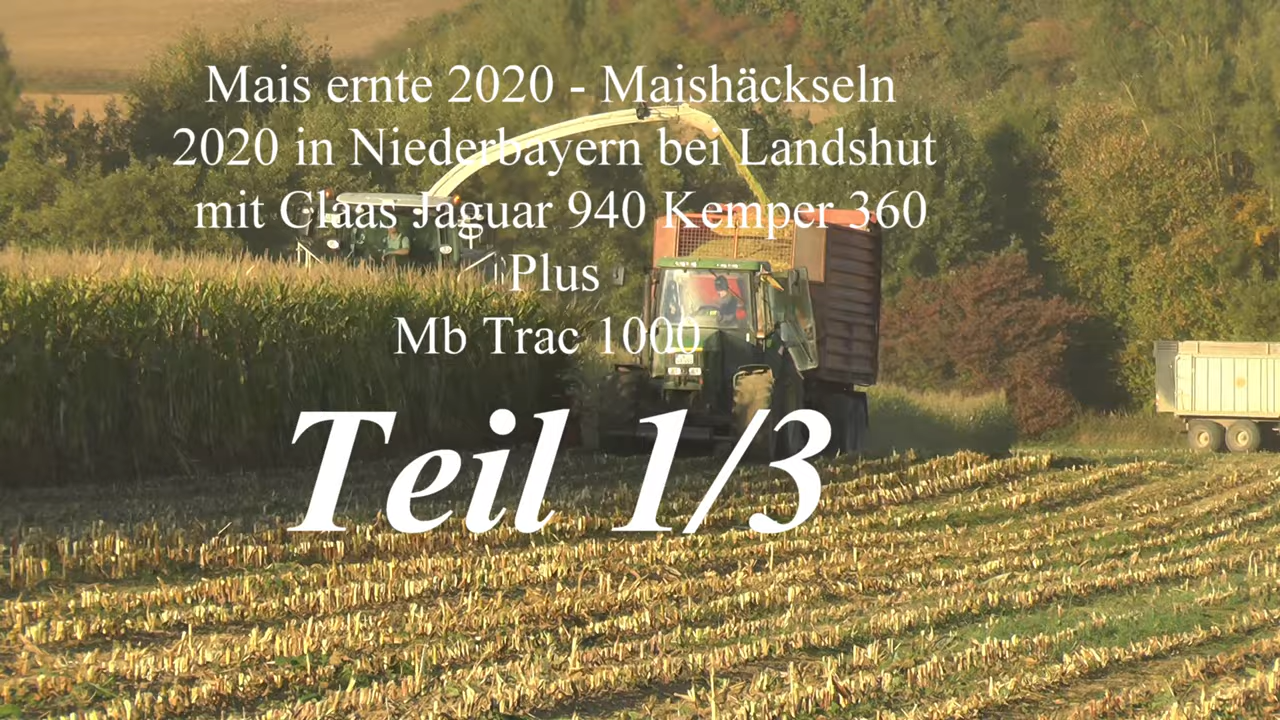 Mais ernte 2020 - Maishäckseln
2020 in Niederbayern bei Landshut
mit Claas Jaguar 940 Kemper 360
Plus
Mb Trac 1000
Teil 1/3